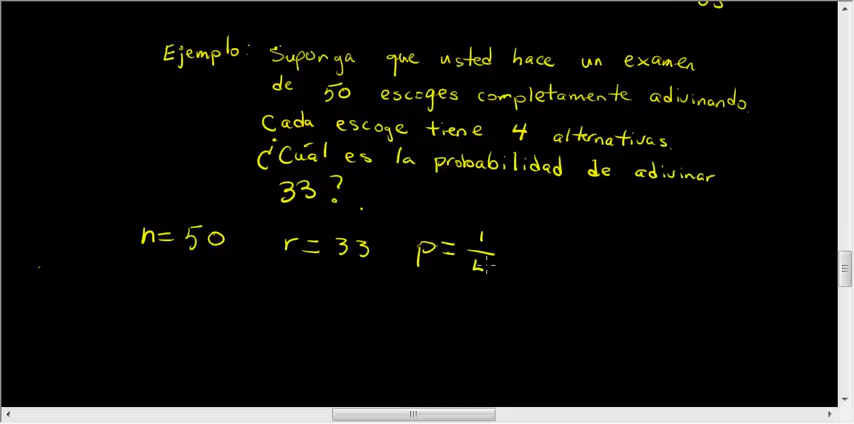 Ejemplo: Suponga que usted hace un examen
de 50 escoges completamente adivinando.
Cada escoge tiene 4 alternativas.
¿Cuál es la probabilidad de adivinar
33?
n= 50 r= 33 p= 1/4